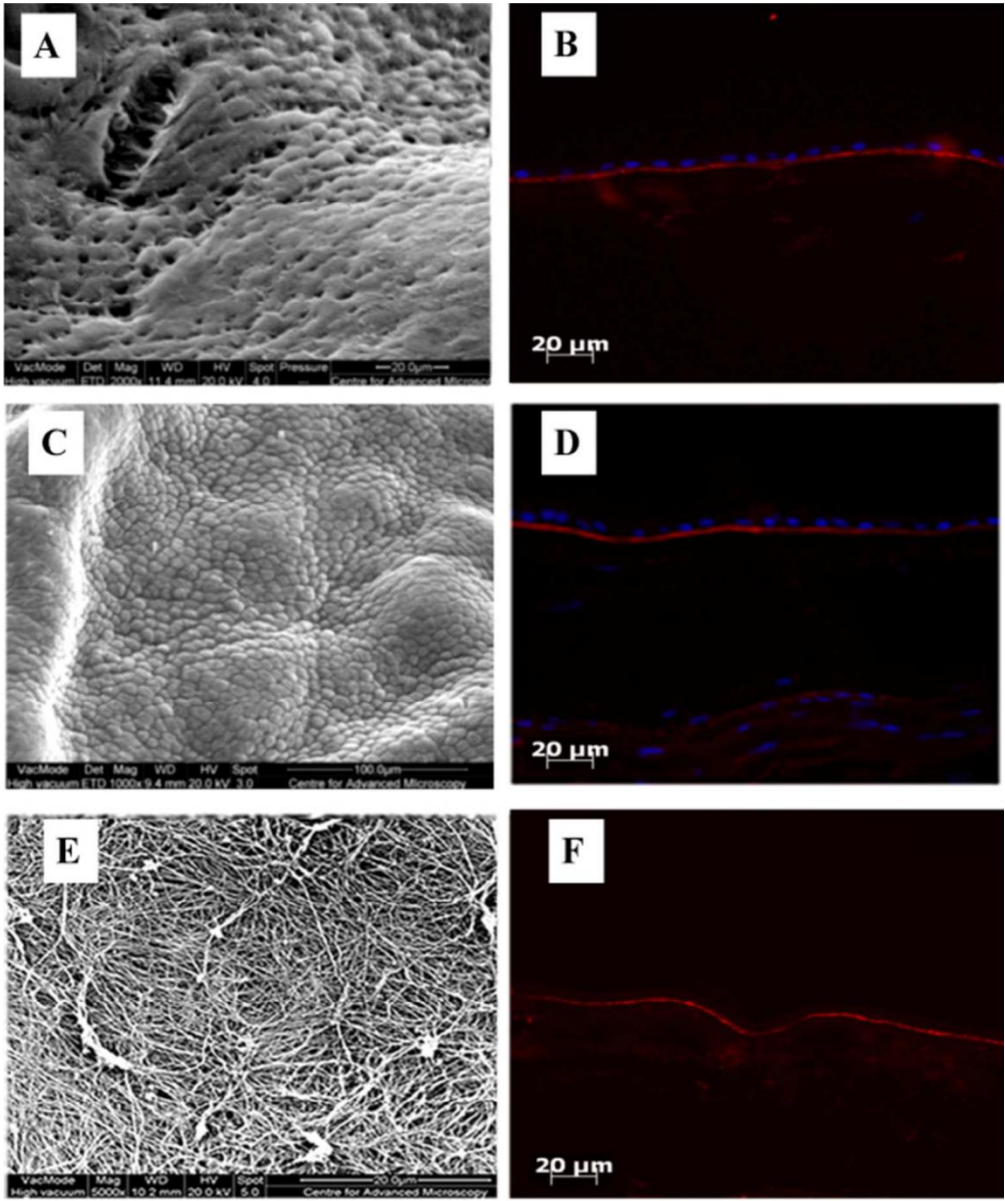 A
VacMode Det Mag WD HV Spot Pressure 20.0µm
High vacuum ETD 2000x 11.4 mm 20.0 kV 4.0 --- Centre for Advanced Microscop
B
20 µm
C
VacMode Det Mag WD HV Spot 100.0µm
High vacuum ETD 1000x 9.4 mm 20.0 kV 3.0 Centre for Advanced Microscopy
D
20 µm
E
VacMode Mag WD HV Spot 20.0µm
High vacuum 5000x 10.2 mm 20.0 kV 5.0 Centre for Advanced Microscopy
F
20 µm